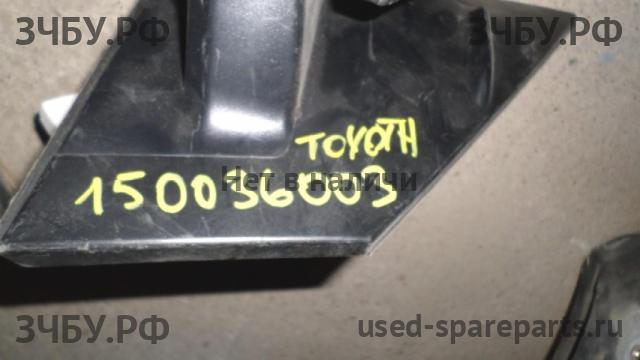 ЗЧБУ.РФ ЗЧБУ.РФ
TOYOTA
Нет в наличи
150036003
ЗЧБУ.РФ used-spareparts.ru